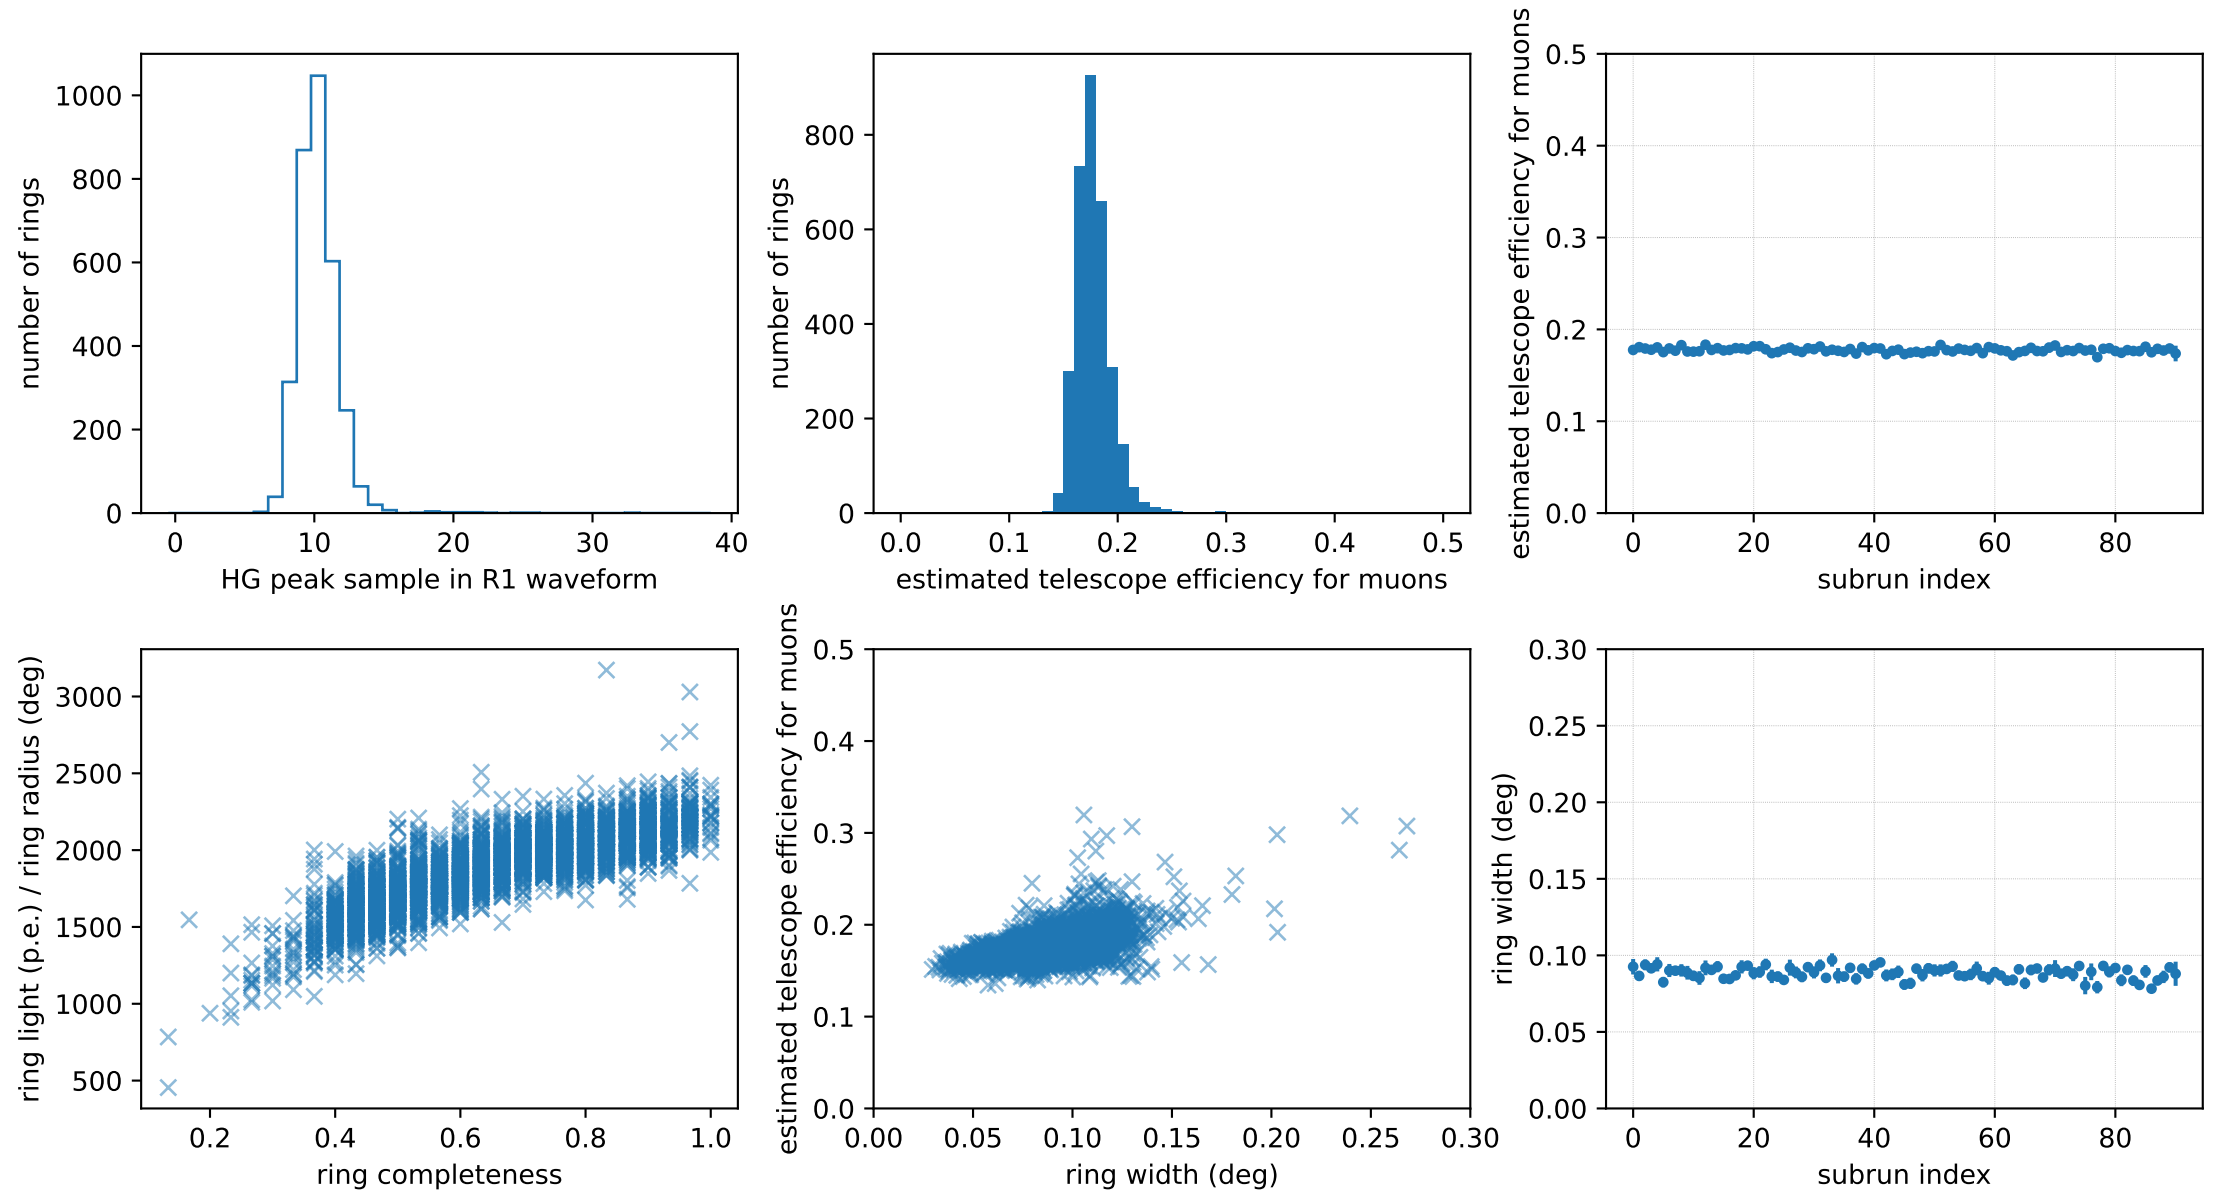 number of rings
1000
800
600
400
200
0
0 10 20 30 40
HG peak sample in R1 waveform
number of rings
800
600
400
200
0
0.0 0.1 0.2 0.3 0.4 0.5
estimated telescope efficiency for muons
estimated telescope efficiency for muons
0.5
0.4
0.3
0.2
0.1
0.0
0 20 40 60 80
subrun index
ring light (p.e.) / ring radius (deg)
3000
2500
2000
1500
1000
500
0.2 0.4 0.6 0.8 1.0
ring completeness
estimated telescope efficiency for muons
0.5
0.4
0.3
0.2
0.1
0.0
0.00 0.05 0.10 0.15 0.20 0.25 0.30
ring width (deg)
ring width (deg)
0.30
0.25
0.20
0.15
0.10
0.05
0.00
0 20 40 60 80
subrun index